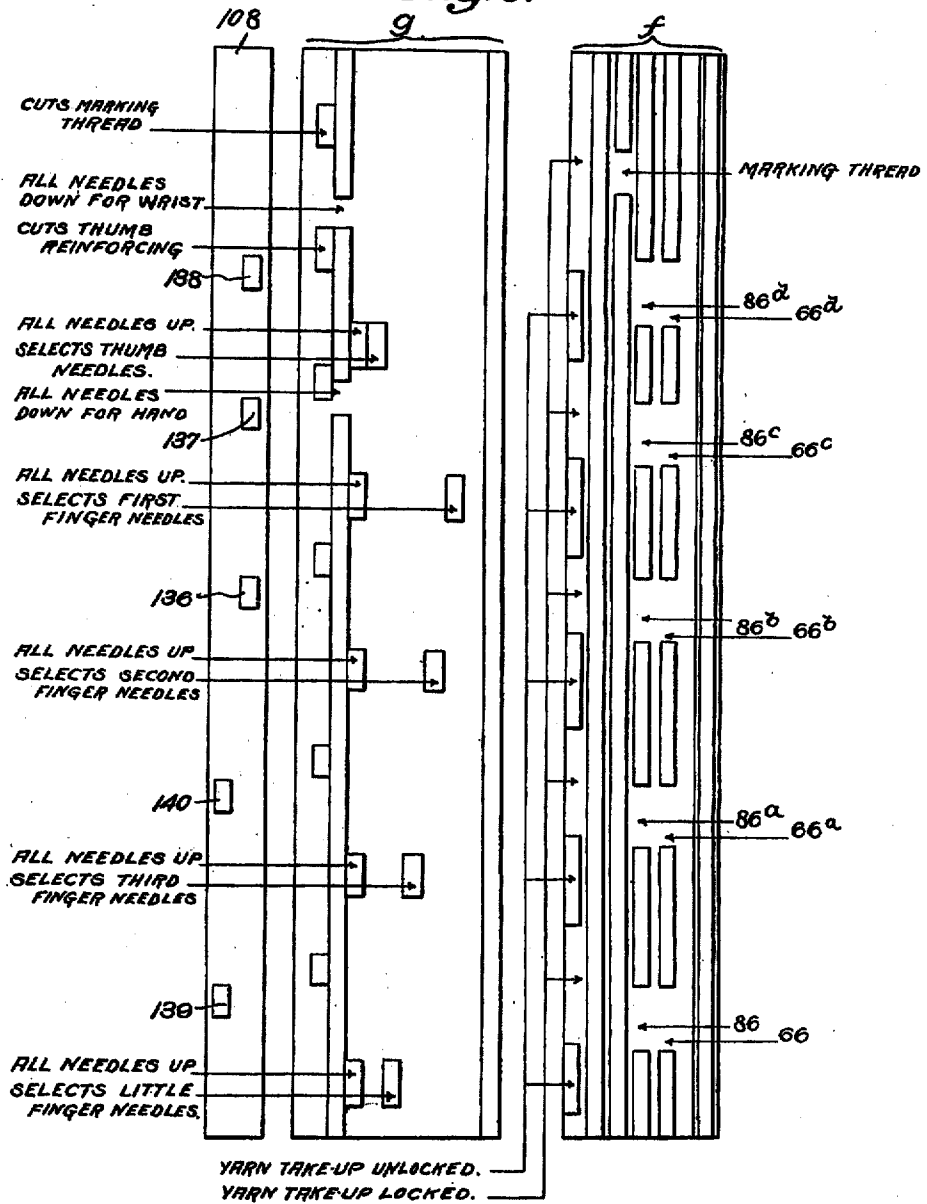 108
g
f
CUTS MARKING
THREAD
MARKING THREAD
ALL NEEDLES
DOWN FOR WRIST
CUTS THUMB
REINFORCING
138
86d
66d
ALL NEEDLES UP.
SELECTS THUMB
NEEDLES.
ALL NEEDLES
DOWN FOR HAND
137
86c
66c
ALL NEEDLES UP.
SELECTS FIRST
FINGER NEEDLES
136
86b
66b
ALL NEEDLES UP
SELECTS SECOND
FINGER NEEDLES
140
86a
66a
ALL NEEDLES UP
SELECTS THIRD
FINGER NEEDLES
139
86
66
ALL NEEDLES UP
SELECTS LITTLE
FINGER NEEDLES.
YARN TAKE-UP UNLOCKED.
YARN TAKE-UP LOCKED.